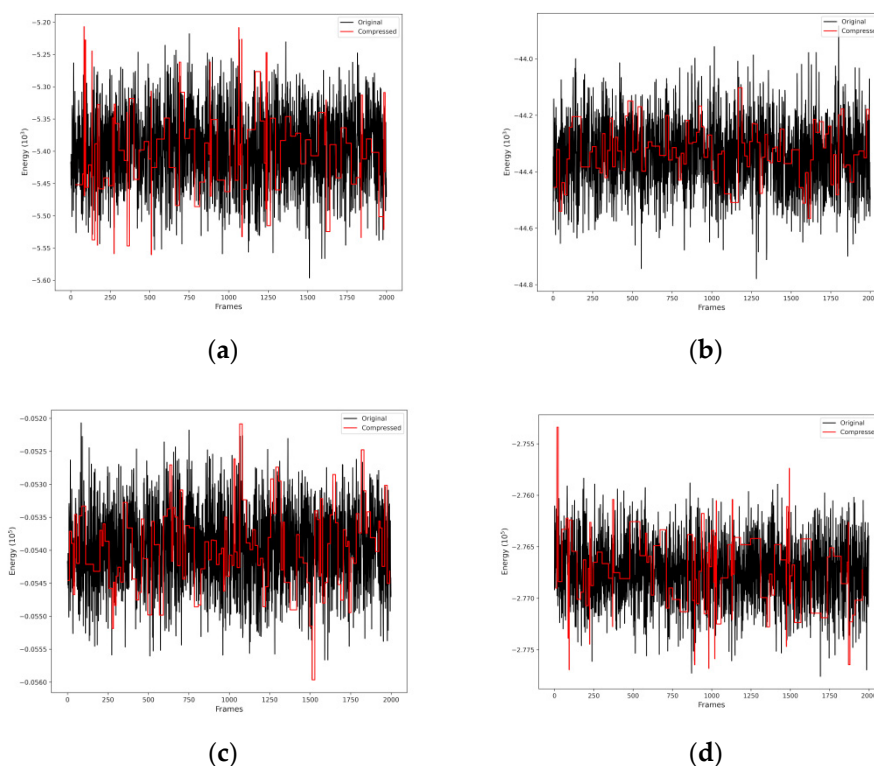 Original
Compressed
−5.20
−5.25
−5.30
−5.35
−5.40
−5.45
−5.50
−5.55
−5.60
Energy (10³)
0 250 500 750 1000 1250 1500 1750 2000
Frames
(a)
Original
Compressed
−44.0
−44.2
−44.4
−44.6
−44.8
Energy (10³)
0 250 500 750 1000 1250 1500 1750 2000
Frames
(b)
Original
Compressed
−0.0520
−0.0525
−0.0530
−0.0535
−0.0540
−0.0545
−0.0550
−0.0555
−0.0560
Energy (10⁵)
0 250 500 750 1000 1250 1500 1750 2000
Frames
(c)
Original
Compresse
−2.755
−2.760
−2.765
−2.770
−2.775
0 250 500 750 1000 1250 1500 1750 2000
Frames
(d)